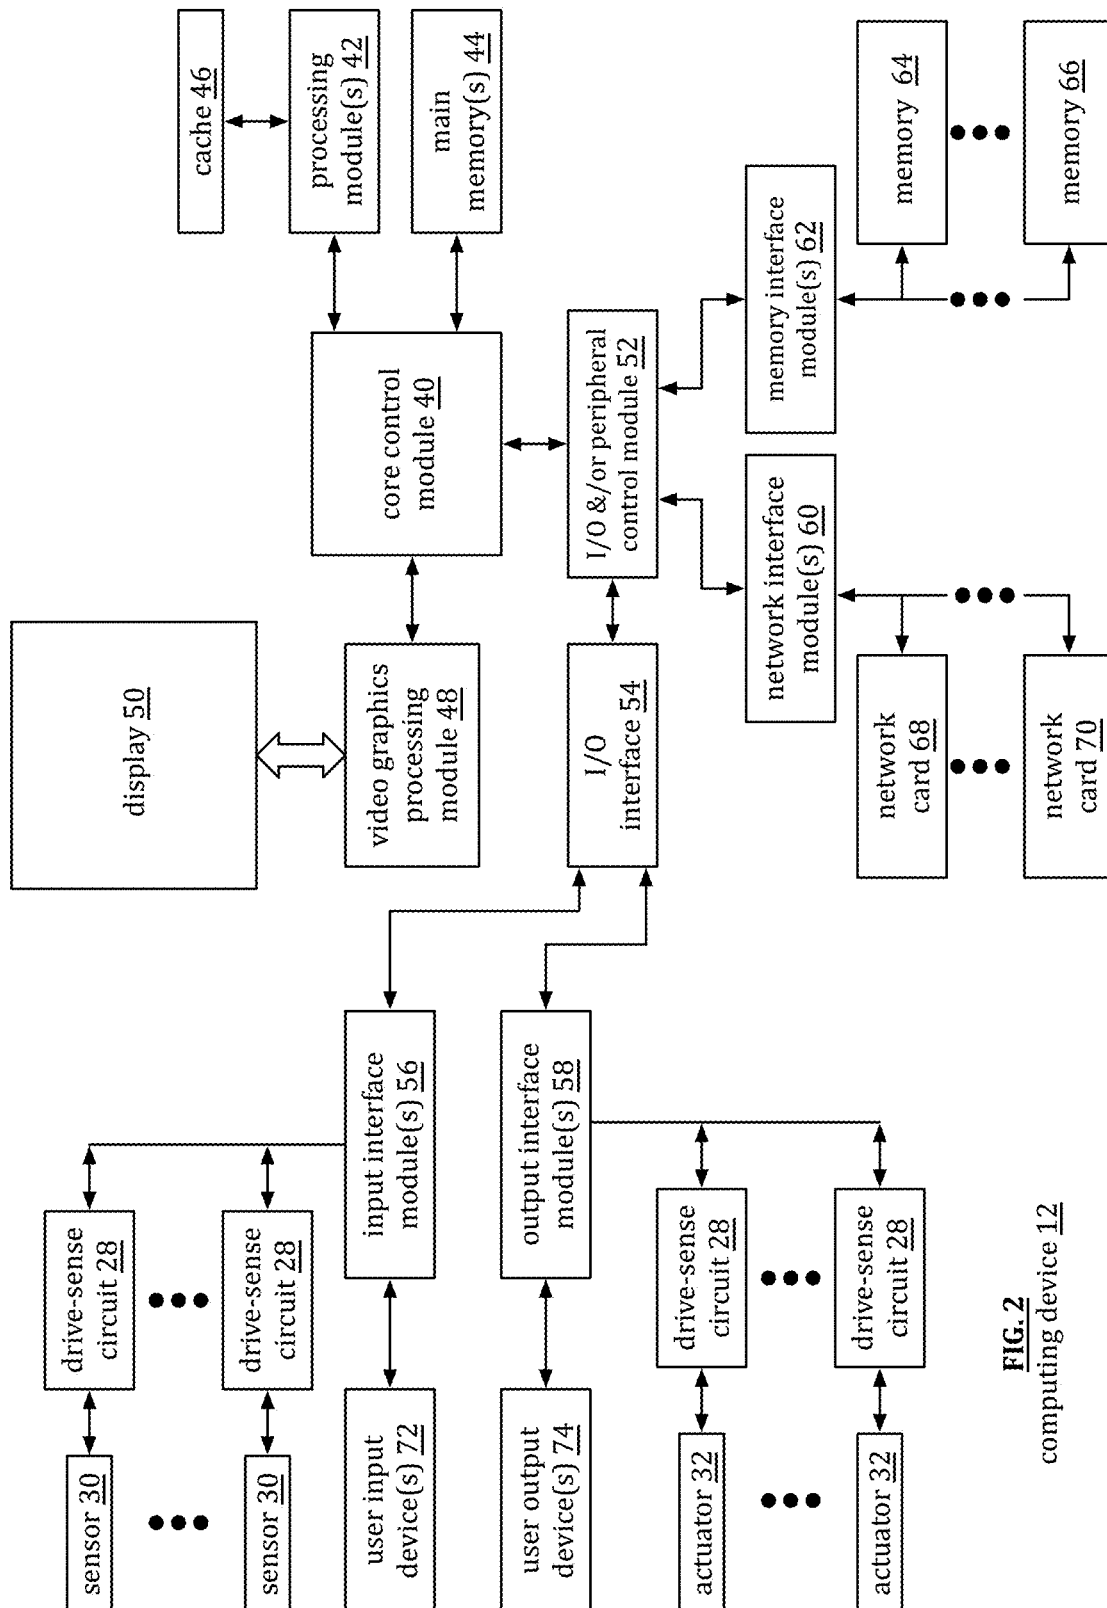 sensor 30
drive-sense
circuit 28
sensor 30
drive-sense
circuit 28
user input
device(s) 72
input interface
module(s) 56
user output
device(s) 74
output interface
module(s) 58
actuator 32
drive-sense
circuit 28
actuator 32
drive-sense
circuit 28
display 50
video graphics
processing
module 48
I/O
interface 54
core control
module 40
cache 46
processing
module(s) 42
main
memory(s) 44
I/O &/or peripheral
control module 52
network interface
module(s) 60
memory interface
module(s) 62
network
card 68
network
card 70
memory 64
memory 66
FIG. 2
computing device 12